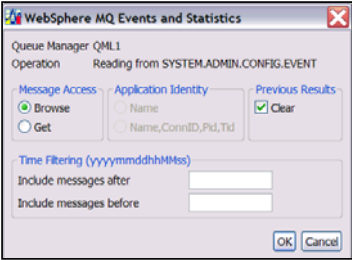 WebSphere MQ Events and Statistics
Queue Manager QML1
Operation Reading from SYSTEM.ADMIN.CONFIG.EVENT
Message Access Application Identity Previous Results
Browse Name Clear
Get Name,ConnID,Pid,Tid
Time Filtering (yyyymmddhhMMss)
Include messages after
Include messages before
OK Cancel